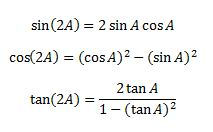 sin(2A) = 2 sin A cos A
cos(2A) = (cos A)² − (sin A)²
tan(2A) = 2 tan A / 1 − (tan A)²